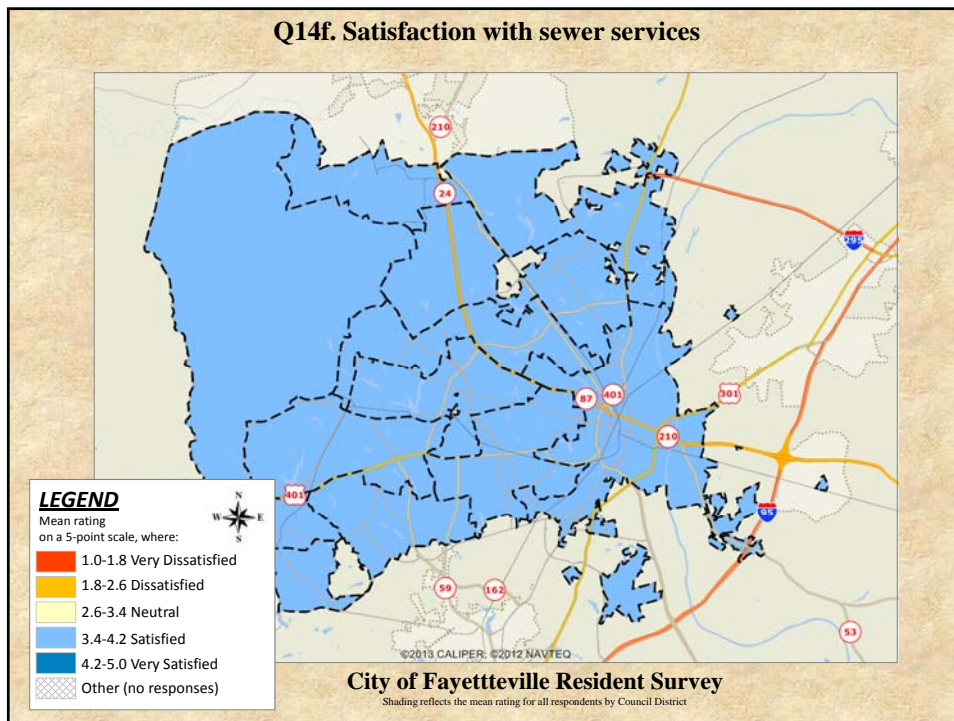 Q14f. Satisfaction with sewer services
210
24
295
87
401
301
210
401
95
59
162
53
LEGEND
N
W E
S
Mean rating
on a 5-point scale, where:
1.0-1.8 Very Dissatisfied
1.8-2.6 Dissatisfied
2.6-3.4 Neutral
3.4-4.2 Satisfied
4.2-5.0 Very Satisfied
Other (no responses)
©2013 CALIPER; ©2012 NAVTEQ
City of Fayettteville Resident Survey
Shading reflects the mean rating for all respondents by Council District